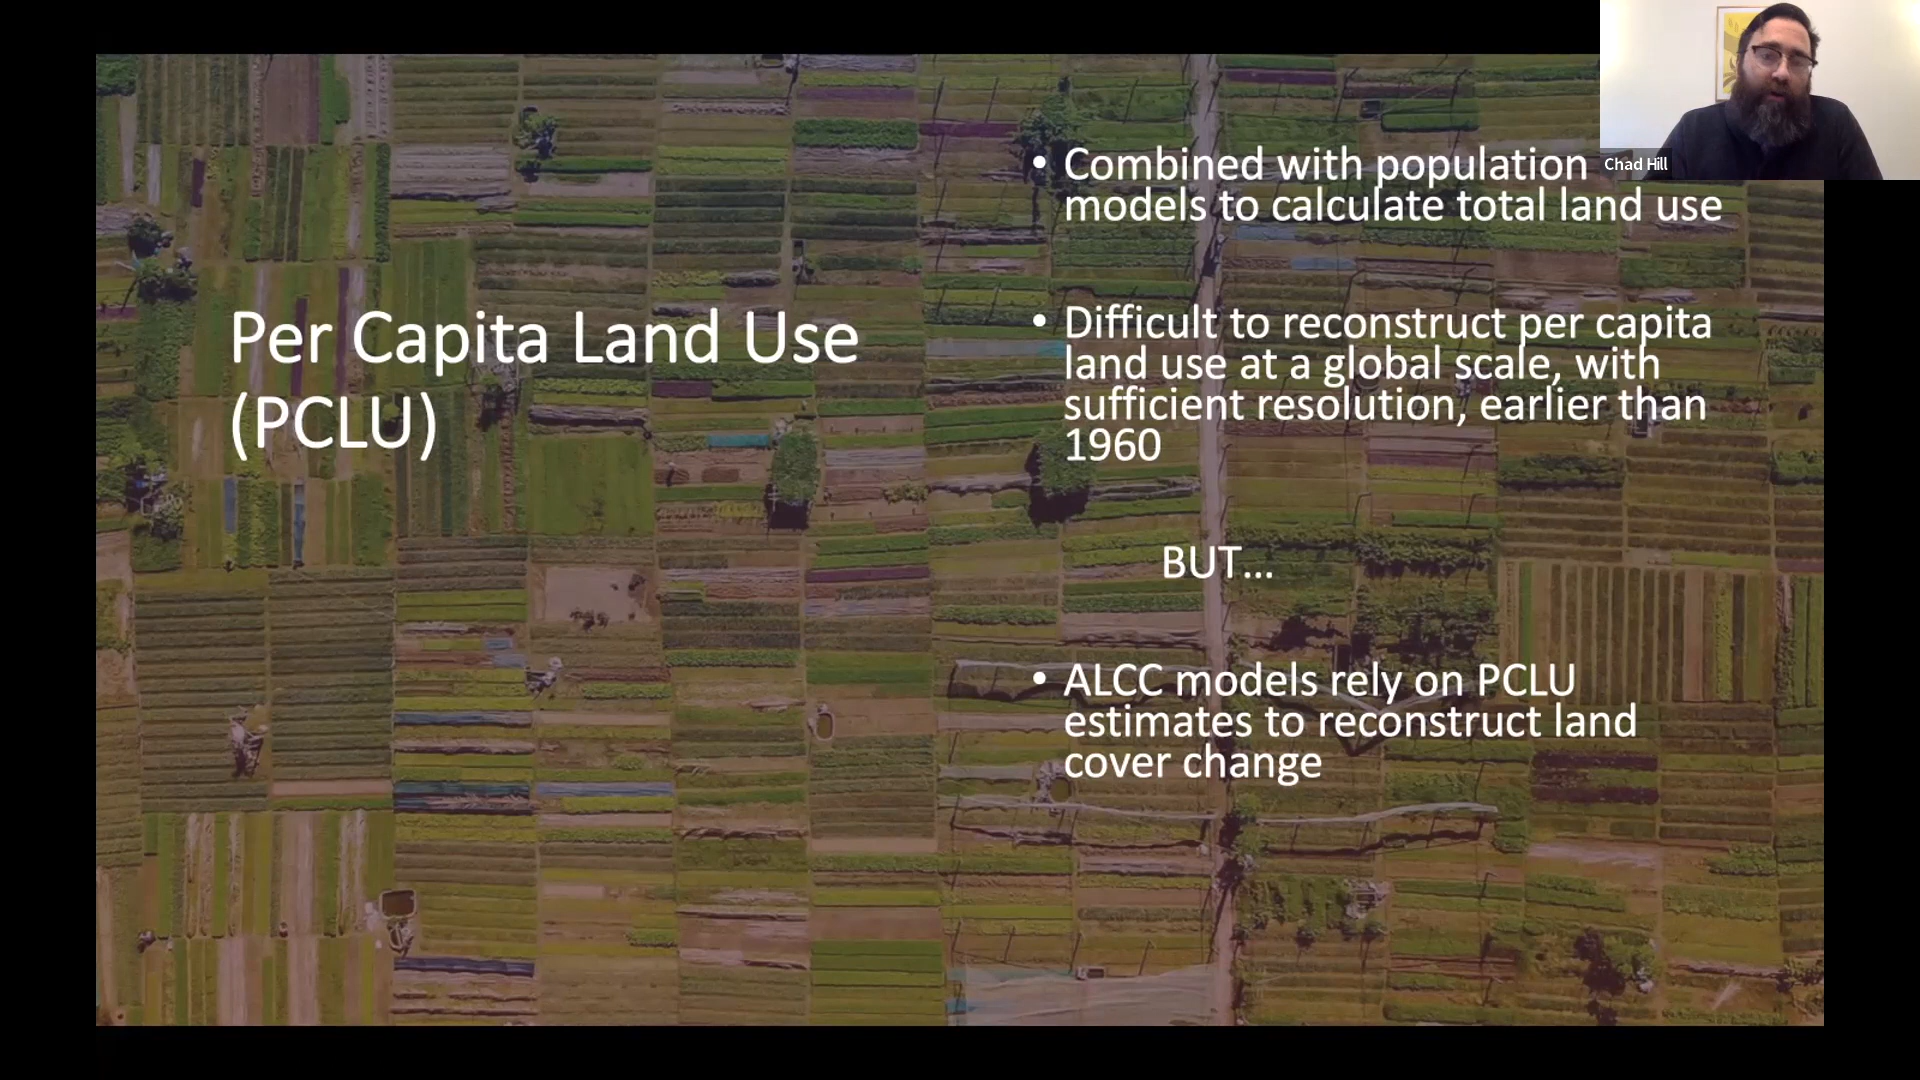 Per Capita Land Use
(PCLU)
• Combined with population
models to calculate total land use
• Difficult to reconstruct per capita
land use at a global scale, with
sufficient resolution, earlier than
1960
BUT…
• ALCC models rely on PCLU
estimates to reconstruct land
cover change
Chad Hill